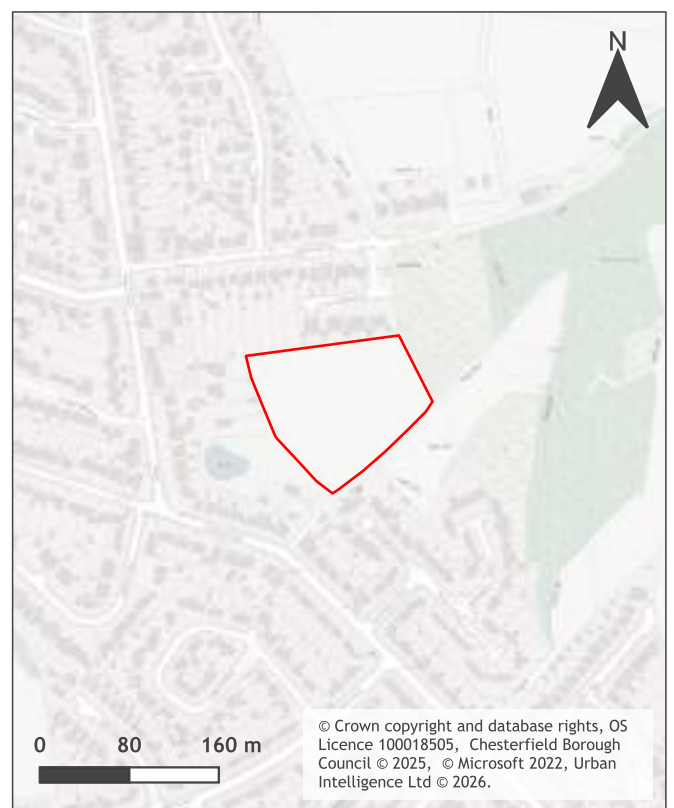 N
0 80 160 m
© Crown copyright and database rights, OS
Licence 100018505, Chesterfield Borough
Council © 2025, © Microsoft 2022, Urban
Intelligence Ltd © 2026.